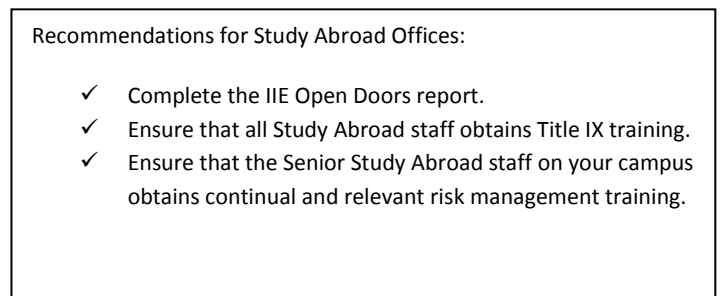 Recommendations for Study Abroad Offices:
✓ Complete the IIE Open Doors report.
✓ Ensure that all Study Abroad staff obtains Title IX training.
✓ Ensure that the Senior Study Abroad staff on your campus
obtains continual and relevant risk management training.